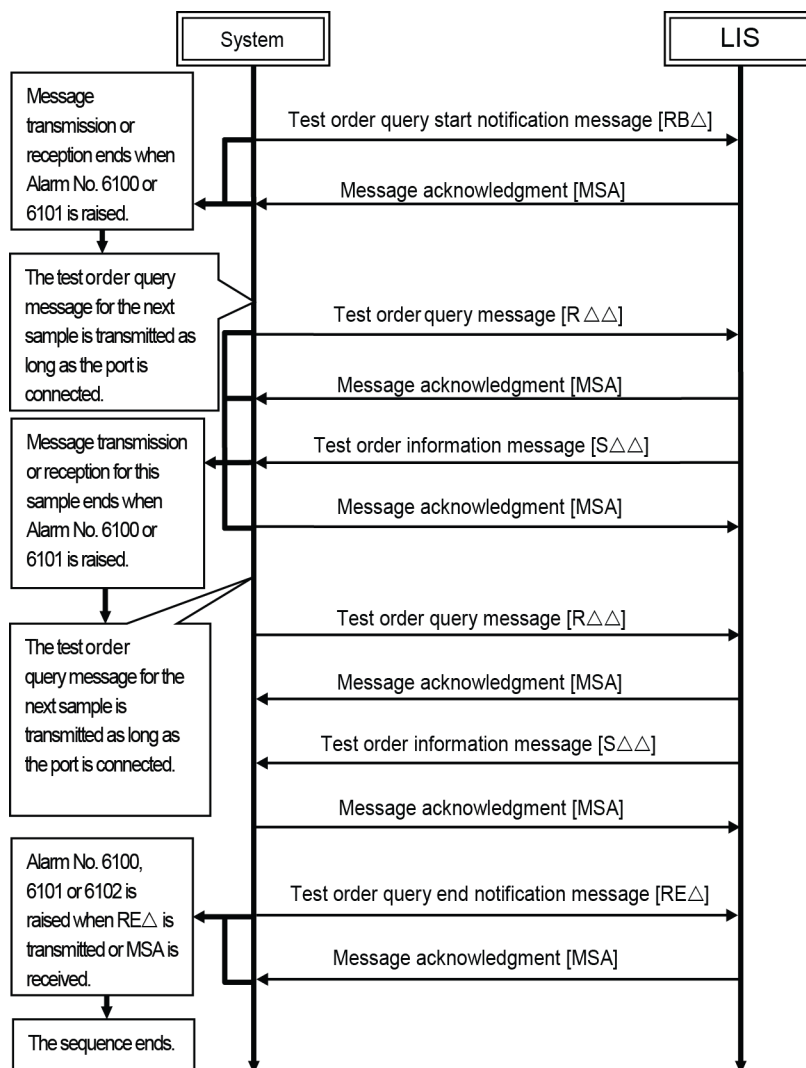 System
LIS
Message
transmission or
reception ends when
Alarm No. 6100 or
6101 is raised.
Test order query start notification message [RB△]
Message acknowledgment [MSA]
The test order query
message for the next
sample is transmitted as
long as the port is
connected.
Test order query message [R△△]
Message acknowledgment [MSA]
Message transmission
or reception for this
sample ends when
Alarm No. 6100 or
6101 is raised.
Test order information message [S△△]
Message acknowledgment [MSA]
The test order
query message for the
next sample is
transmitted as long as
the port is connected.
Test order query message [R△△]
Message acknowledgment [MSA]
Test order information message [S△△]
Message acknowledgment [MSA]
Alarm No. 6100,
6101 or 6102 is
raised when RE△ is
transmitted or MSA is
received.
Test order query end notification message [RE△]
Message acknowledgment [MSA]
The sequence ends.